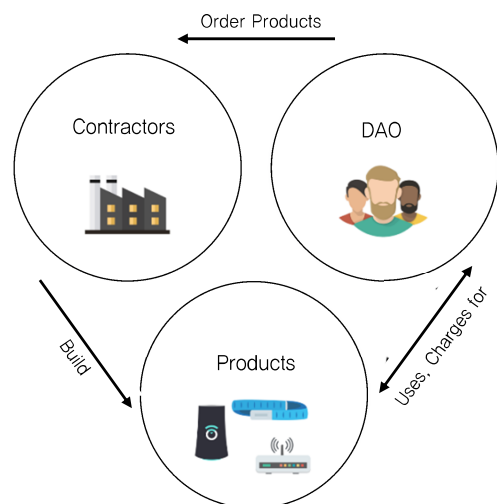 Order Products
Contractors
DAO
Build
Products
Uses, Charges for